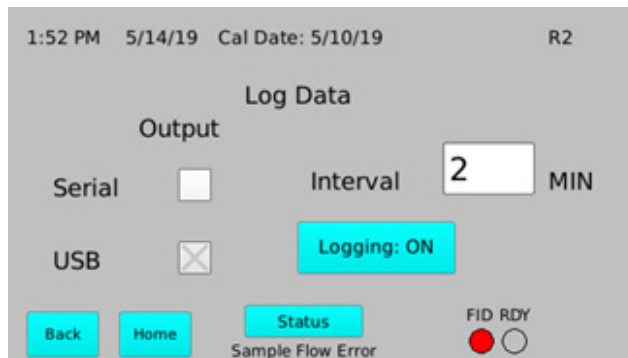 1:52 PM 5/14/19 Cal Date: 5/10/19 R2
Log Data
Output
Serial Interval 2 MIN
USB Logging: ON
Back Home Status FID RDY
Sample Flow Error